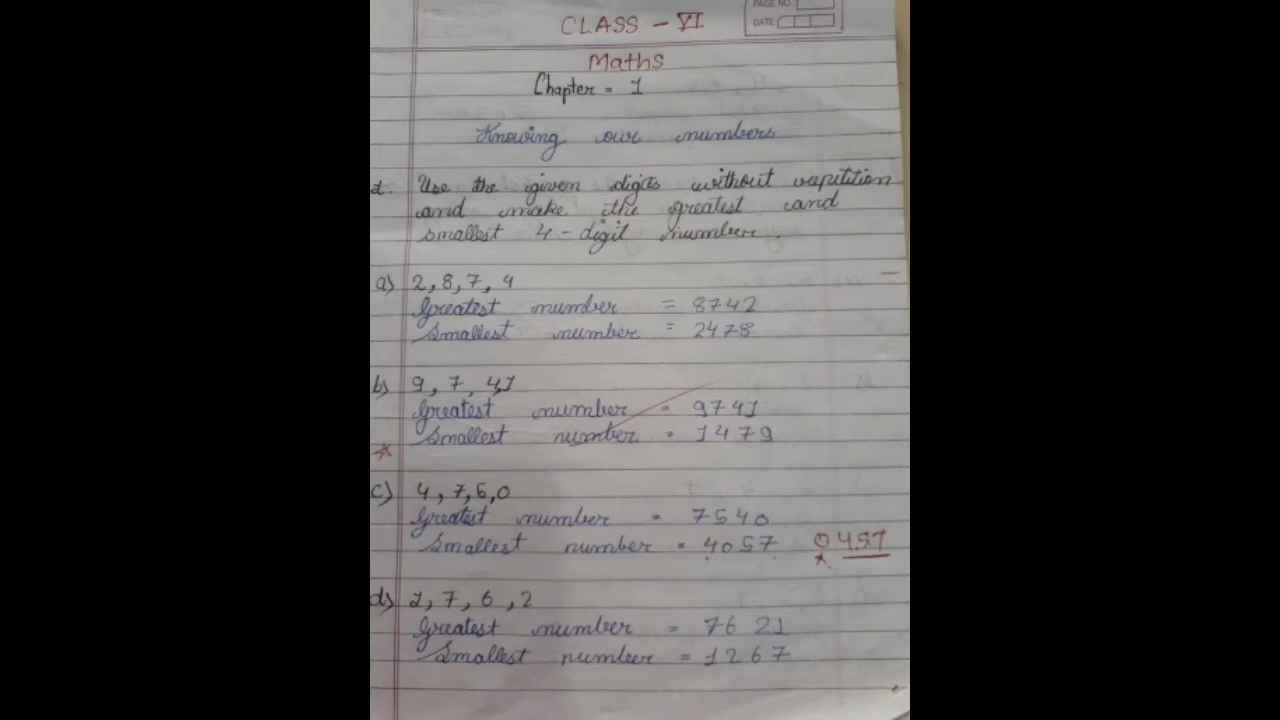 PAGE NO.
DATE
CLASS - VI
Maths
Chapter = 1
Knowing our numbers
1. Use the given digits without repitition
and make the greatest and
smallest 4-digit number.
a) 2, 8, 7, 4
Greatest number = 8742
Smallest number = 2478
b) 9, 7, 4, 1
Greatest number = 9741
Smallest number = 1479
c) 4, 7, 5, 0
Greatest number = 7540
Smallest number = 4057 0457
d) 1, 7, 6, 2
Greatest number = 7621
Smallest number = 1267